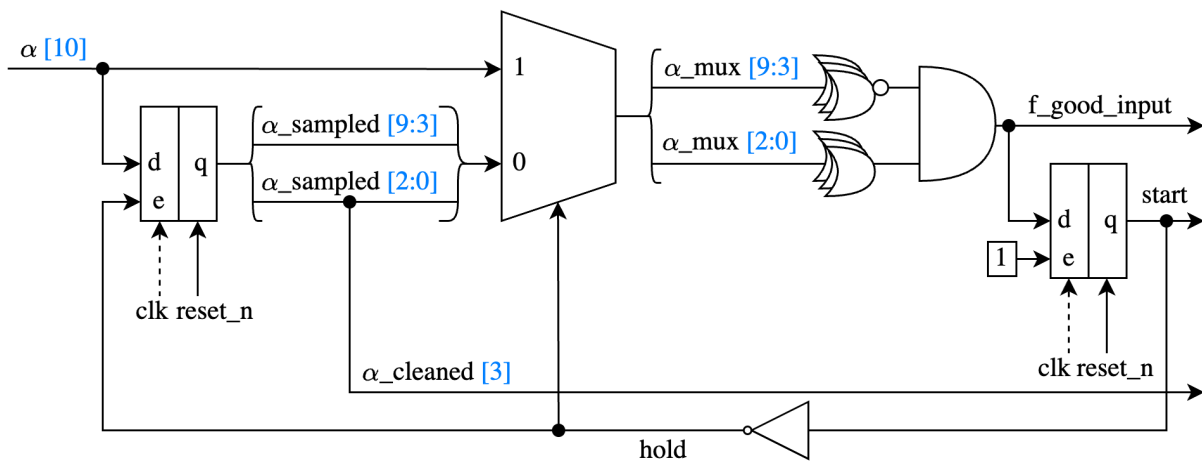 α [10]
1
α_mux [9:3]
f_good_input
α_sampled [9:3]
α_mux [2:0]
d q
0
α_sampled [2:0]
e
start
d q
1
e
clk reset_n
clk reset_n
α_cleaned [3]
hold